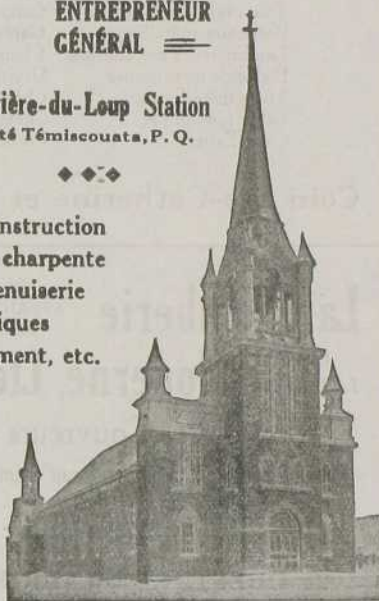 ENTREPRENEUR
GÉNÉRAL
ière-du-Loup Station
té Témiscouata, P. Q.
nstruction
charpente
enuiserie
iques
ment, etc.